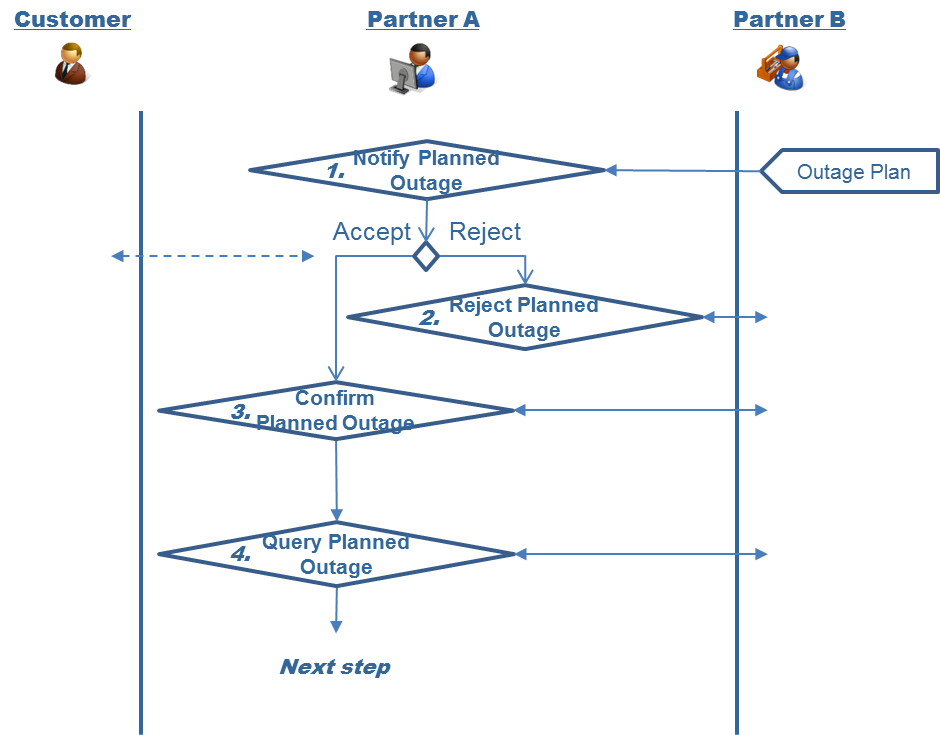 Customer
Partner A
Partner B
1. Notify Planned
Outage
Outage Plan
Accept
Reject
2. Reject Planned
Outage
3. Confirm
Planned Outage
4. Query Planned
Outage
Next step